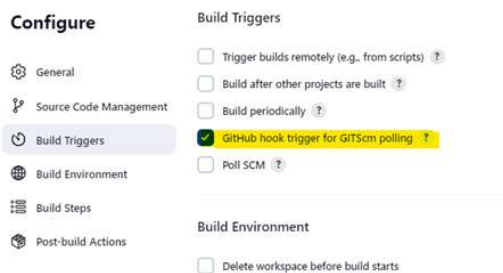 Configure
General
Source Code Management
Build Triggers
Build Environment
Build Steps
Post-build Actions
Build Triggers
Trigger builds remotely (e.g., from scripts) ?
Build after other projects are built ?
Build periodically ?
GitHub hook trigger for GITScm polling ?
Poll SCM ?
Build Environment
Delete workspace before build starts